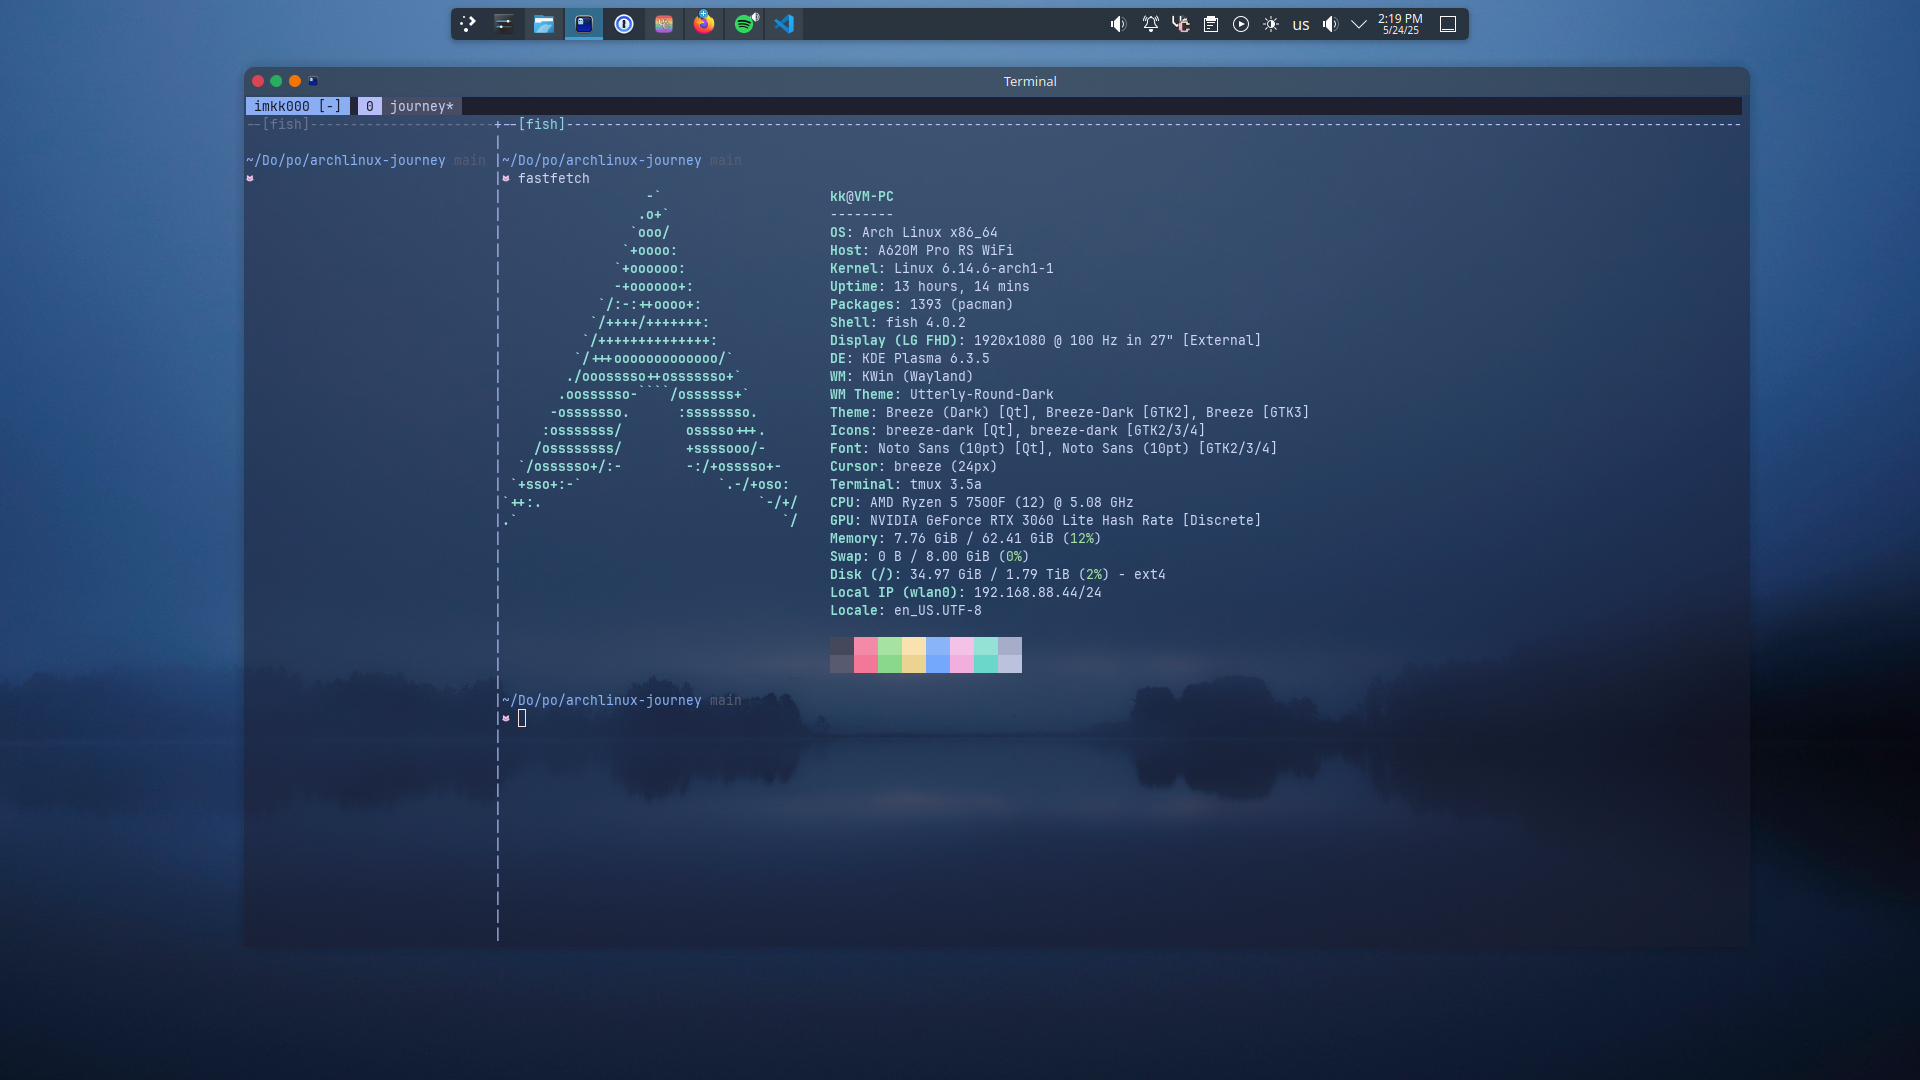 us
2:19 PM
5/24/25
Terminal
imkk000 [-] 0 journey*
--[fish]-----------------------+--[fish]---------------------------------------------------------------------------------------------------------------------------------------------------
~/Do/po/archlinux-journey main
~/Do/po/archlinux-journey main
fastfetch
                  -`
                 .o+`
                `ooo/
               `+oooo:
              `+oooooo:
              -+oooooo+:
            `/:-:++oooo+:
           `/++++/+++++++:
          `/++++++++++++++:
         `/+++ooooooooooooo/`
        ./ooosssso++osssssso+`
       .oossssso-````/ossssss+`
      -osssssso.      :ssssssso.
     :osssssss/        osssso+++.
    /ossssssss/        +ssssooo/-
  `/ossssso+/:-        -:/+osssso+-
 `+sso+:-`                 `.-/+oso:
`++:.                           `-/+/
.`                                 `/
kk@VM-PC
--------
OS: Arch Linux x86_64
Host: A620M Pro RS WiFi
Kernel: Linux 6.14.6-arch1-1
Uptime: 13 hours, 14 mins
Packages: 1393 (pacman)
Shell: fish 4.0.2
Display (LG FHD): 1920x1080 @ 100 Hz in 27" [External]
DE: KDE Plasma 6.3.5
WM: KWin (Wayland)
WM Theme: Utterly-Round-Dark
Theme: Breeze (Dark) [Qt], Breeze-Dark [GTK2], Breeze [GTK3]
Icons: breeze-dark [Qt], breeze-dark [GTK2/3/4]
Font: Noto Sans (10pt) [Qt], Noto Sans (10pt) [GTK2/3/4]
Cursor: breeze (24px)
Terminal: tmux 3.5a
CPU: AMD Ryzen 5 7500F (12) @ 5.08 GHz
GPU: NVIDIA GeForce RTX 3060 Lite Hash Rate [Discrete]
Memory: 7.76 GiB / 62.41 GiB (12%)
Swap: 0 B / 8.00 GiB (0%)
Disk (/): 34.97 GiB / 1.79 TiB (2%) - ext4
Local IP (wlan0): 192.168.88.44/24
Locale: en_US.UTF-8
~/Do/po/archlinux-journey main